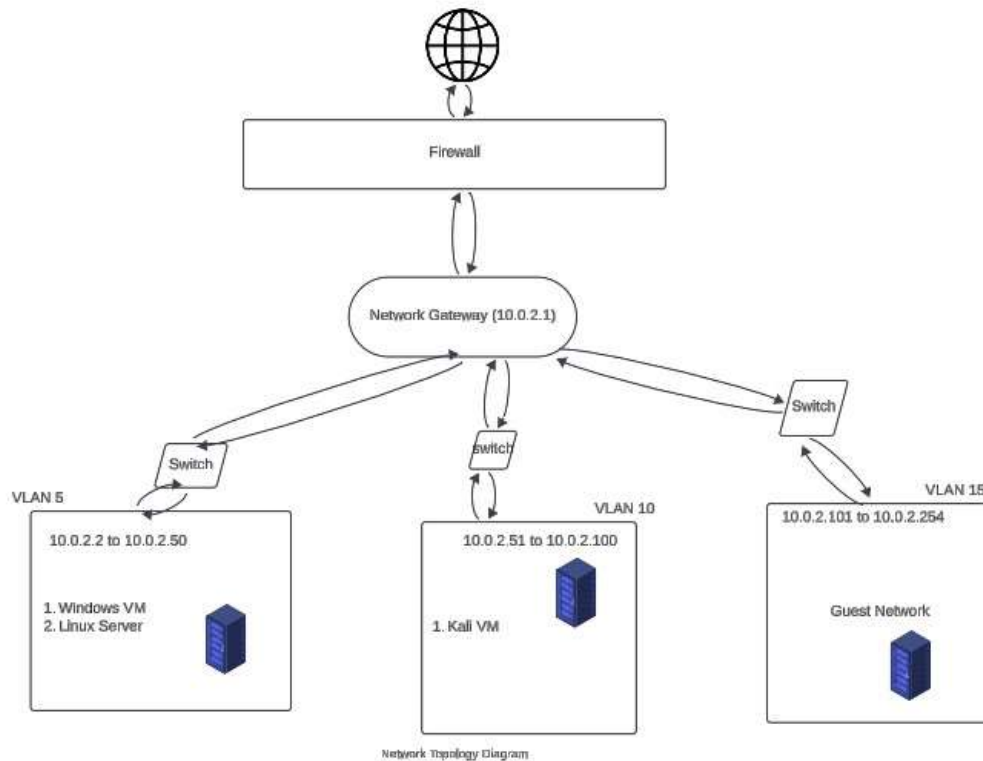 Firewall
Network Gateway (10.0.2.1)
Switch
switch
Switch
VLAN 5
10.0.2.2 to 10.0.2.50
1. Windows VM
2. Linux Server
VLAN 10
10.0.2.51 to 10.0.2.100
1. Kali VM
VLAN 15
10.0.2.101 to 10.0.2.254
Guest Network
Network Topology Diagram